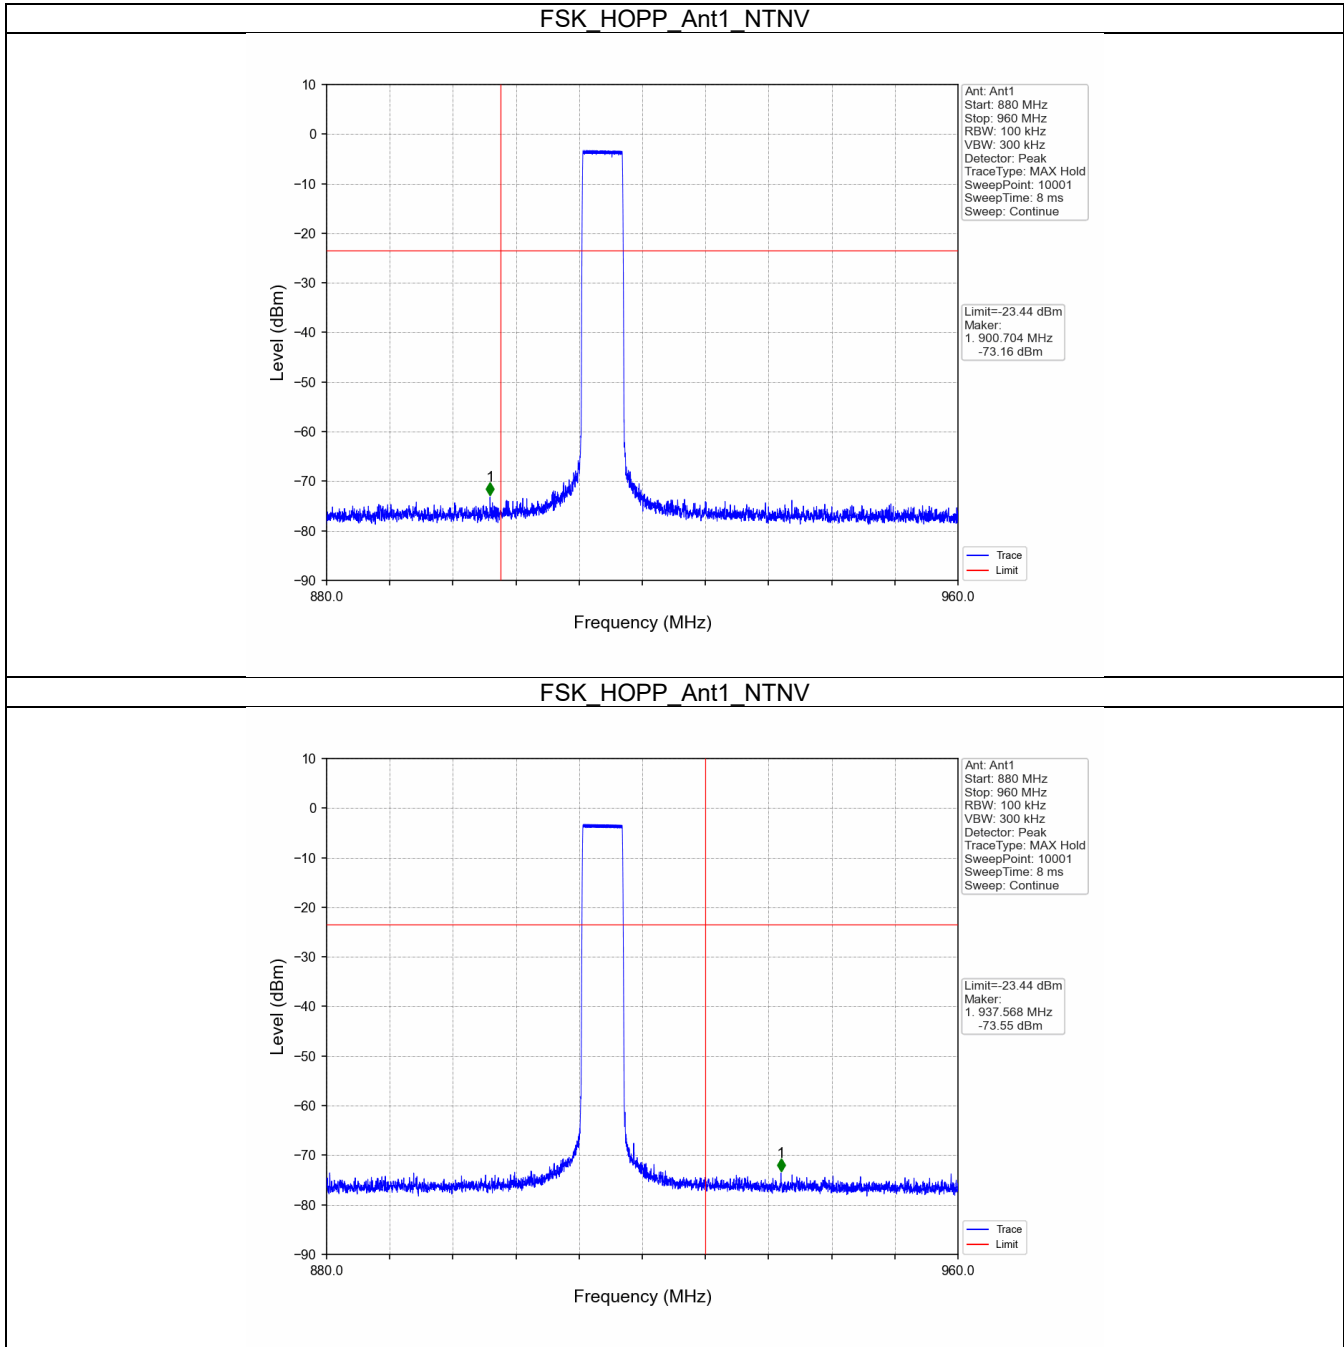 FSK_HOPP_Ant1_NTNV
10
0
−10
−20
−30
−40
−50
−60
−70
−80
−90
Level (dBm)
1
880.0
960.0
Frequency (MHz)
Ant: Ant1
Start: 880 MHz
Stop: 960 MHz
RBW: 100 kHz
VBW: 300 kHz
Detector: Peak
TraceType: MAX Hold
SweepPoint: 10001
SweepTime: 8 ms
Sweep: Continue
Limit=-23.44 dBm
Maker:
1. 900.704 MHz
-73.16 dBm
Trace
Limit
FSK_HOPP_Ant1_NTNV
10
0
−10
−20
−30
−40
−50
−60
−70
−80
−90
Level (dBm)
1
880.0
960.0
Frequency (MHz)
Ant: Ant1
Start: 880 MHz
Stop: 960 MHz
RBW: 100 kHz
VBW: 300 kHz
Detector: Peak
TraceType: MAX Hold
SweepPoint: 10001
SweepTime: 8 ms
Sweep: Continue
Limit=-23.44 dBm
Maker:
1. 937.568 MHz
-73.55 dBm
Trace
Limit